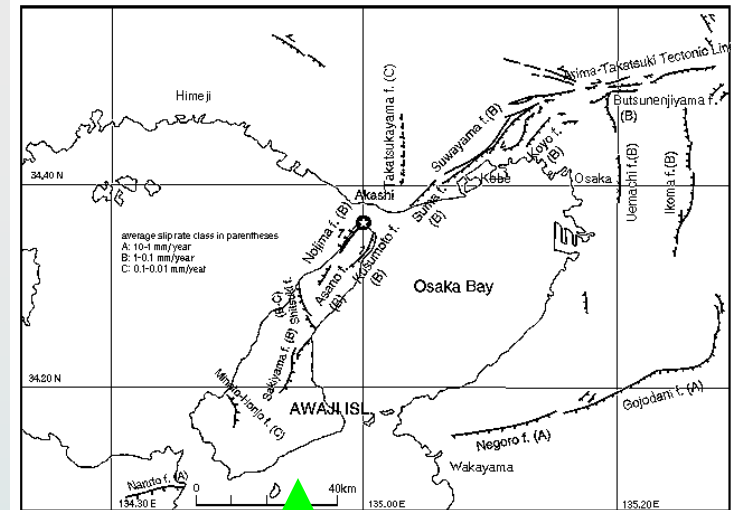 Arima-Takatsuki Tectonic Line
Himeji
Takatsukayama f. (C)
Butsunenjiyama f.
(B)
Suwayama f. (B)
Koyo f.
(B)
34.40
Akashi
Suma f.
(B)
Kobe
Osaka
Uemachi f. (B)
Ikoma f. (B)
average slip rate class in parentheses
A: 10-1 mm/year
B: 1-0.1 mm/year
C: 0.1-0.01 mm/year
Nojima f. (B)
Asano f.
(B)
Kusumoto f.
(B)
Osaka Bay
Shitsuki f.
(B-C)
Sakiyama f. (B)
34.20 N
Minato-Honjo f. (C)
AWAJI ISL.
Gojodani f. (A)
Negoro f. (A)
Wakayama
Naruto f. (A)
134.30 E
0
40km
135.00 E
135.20 E